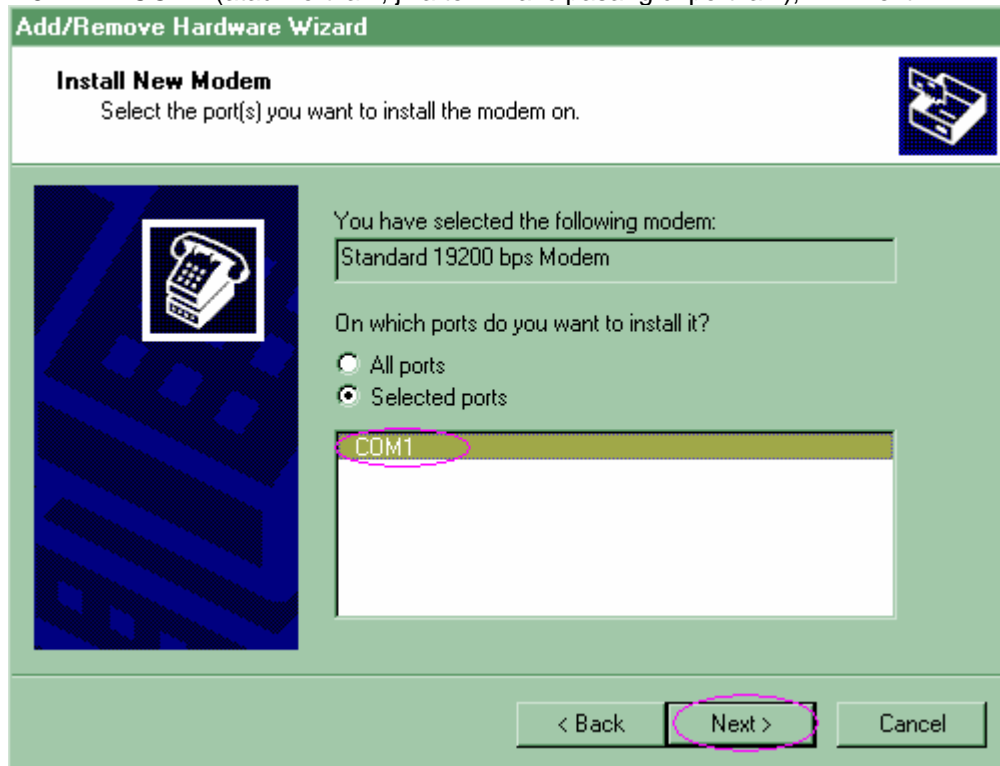 Add/Remove Hardware Wizard
Install New Modem
Select the port(s) you want to install the modem on.
You have selected the following modem:
Standard 19200 bps Modem
On which ports do you want to install it?
All ports
Selected ports
COM1
< Back Next > Cancel